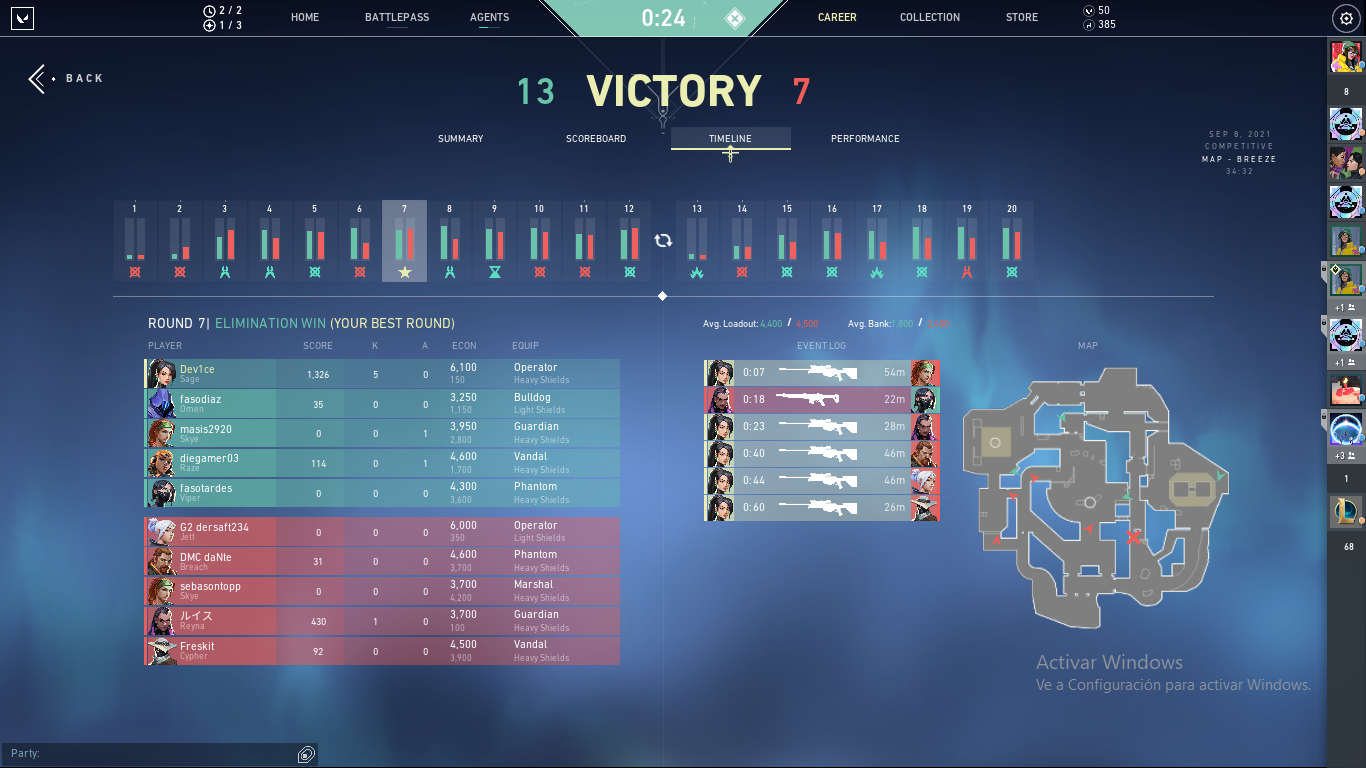 2 / 2
1 / 3
HOME
BATTLEPASS
AGENTS
0:24
CAREER
COLLECTION
STORE
50
385
BACK
13 VICTORY 7
SUMMARY
SCOREBOARD
TIMELINE
PERFORMANCE
SEP 8, 2021
COMPETITIVE
MAP - BREEZE
34:32
1 2 3 4 5 6 7 8 9 10 11 12 13 14 15 16 17 18 19 20
ROUND 7| ELIMINATION WIN (YOUR BEST ROUND)
Avg. Loadout: 4,400 / 4,500
Avg. Bank: 1,800 /
PLAYER SCORE K A ECON EQUIP
Dev1ce 1,326 5 0 6,100 Operator
Sage 150 Heavy Shields
fasodiaz 35 0 0 3,250 Bulldog
Omen 1,150 Light Shields
masis2920 0 0 1 3,950 Guardian
Skye 2,800 Heavy Shields
diegamer03 114 0 1 4,600 Vandal
Raze 1,700 Heavy Shields
fasotardes 0 0 0 4,300 Phantom
Viper 3,600 Heavy Shields
G2 dersaft234 0 0 0 6,000 Operator
Jett 350 Light Shields
DMC daNte 31 0 0 4,600 Phantom
Breach 3,700 Heavy Shields
sebasontopp 0 0 0 3,700 Marshal
Skye 4,200 Heavy Shields
ルイス 430 1 0 3,700 Guardian
Reyna 100 Heavy Shields
Freskit 92 0 0 4,500 Vandal
Cypher 3,900 Heavy Shields
EVENT LOG
0:07 54m
0:18 22m
0:23 28m
0:40 46m
0:44 46m
0:60 26m
MAP
8
+1
+1
+3
1
68
Activar Windows
Ve a Configuración para activar Windows.
Party: